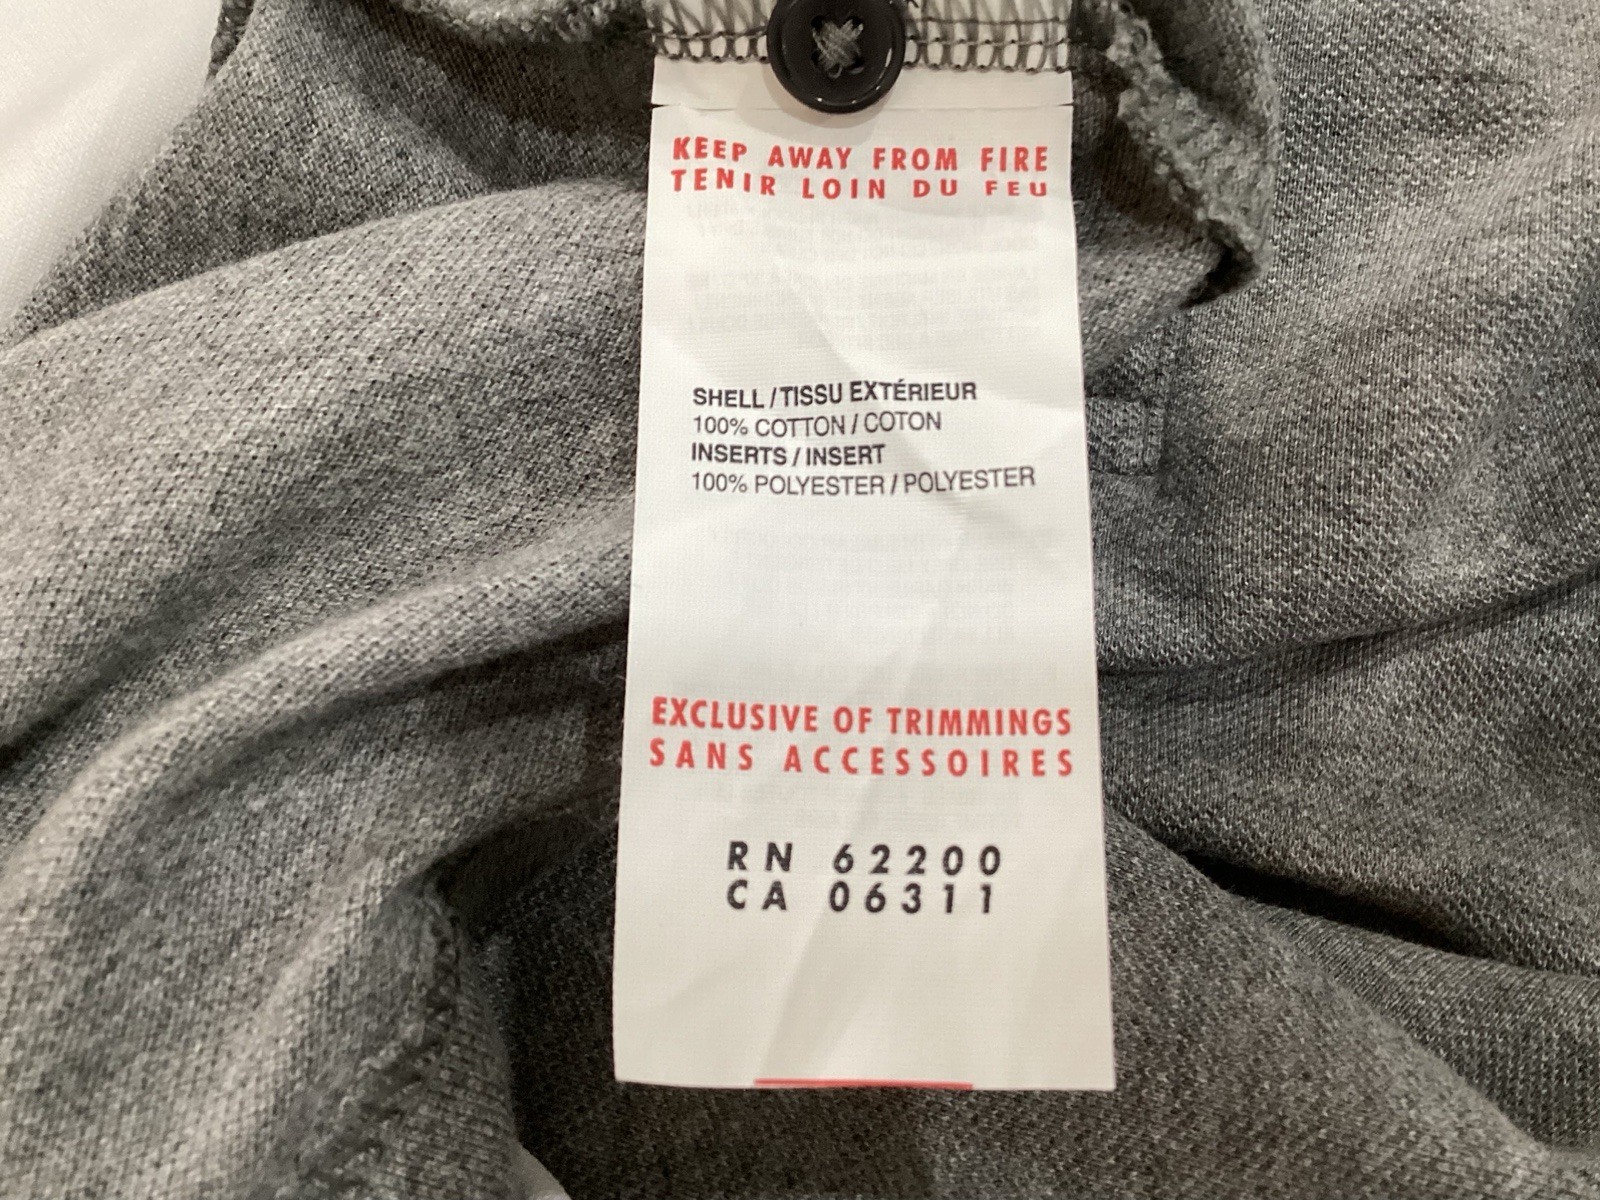 KEEP AWAY FROM FIRE
TENIR LOIN DU FEU
SHELL / TISSU EXTÉRIEUR
100% COTTON / COTON
INSERTS / INSERT
100% POLYESTER / POLYESTER
EXCLUSIVE OF TRIMMINGS
SANS ACCESSOIRES
RN 62200
CA 06311